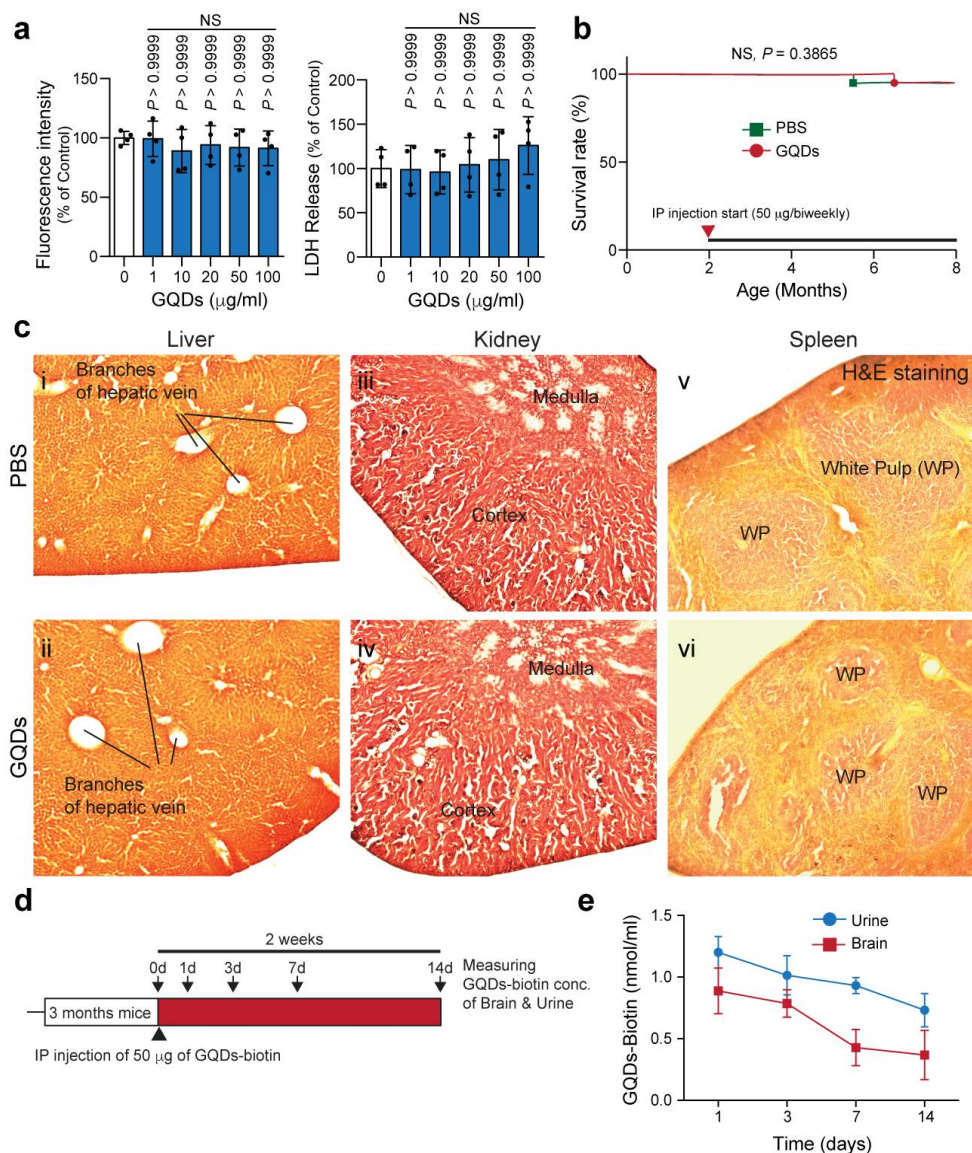 a
NS
P > 0.9999
P > 0.9999
P > 0.9999
P > 0.9999
P > 0.9999
Fluorescence intensity
(% of Control)
150
100
50
0
0 1 10 20 50 100
GQDs (μg/ml)
NS
P > 0.9999
P > 0.9999
P > 0.9999
P > 0.9999
P > 0.9999
LDH Release (% of Control)
200
150
100
50
0
0 1 10 20 50 100
GQDs (μg/ml)
b
NS, P = 0.3865
Survival rate (%)
100
50
0
PBS
GQDs
IP injection start (50 μg/biweekly)
0 2 4 6 8
Age (Months)
c
Liver
Kidney
Spleen
PBS
i
Branches
of hepatic vein
iii
Medulla
Cortex
v
H&E staining
White Pulp (WP)
WP
GQDs
ii
Branches
of hepatic vein
iv
Medulla
Cortex
vi
WP
WP
WP
d
2 weeks
0d 1d 3d 7d 14d
3 months mice
IP injection of 50 μg of GQDs-biotin
Measuring
GQDs-biotin conc.
of Brain & Urine
e
GQDs-Biotin (nmol/ml)
1.5
1.0
0.5
0.0
Urine
Brain
1 3 7 14
Time (days)